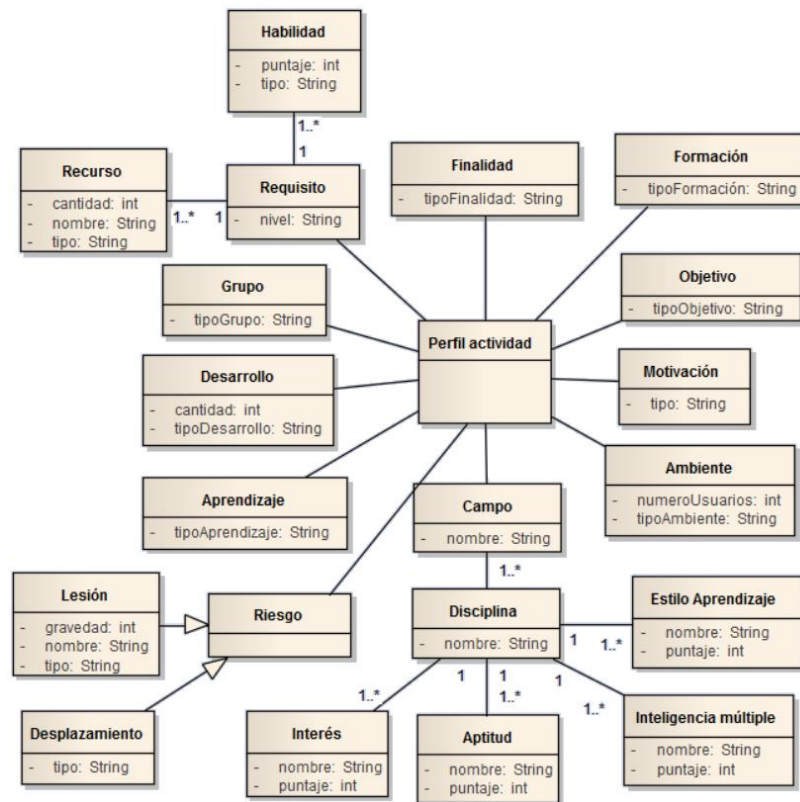 Habilidad
- puntaje: int
- tipo: String
1..*
1
Recurso
- cantidad: int
- nombre: String
- tipo: String
1..*
1
Requisito
- nivel: String
Finalidad
- tipoFinalidad: String
Formación
- tipoFormación: String
Grupo
- tipoGrupo: String
Objetivo
- tipoObjetivo: String
Perfil actividad
Desarrollo
- cantidad: int
- tipoDesarrollo: String
Motivación
- tipo: String
Aprendizaje
- tipoAprendizaje: String
Ambiente
- numeroUsuarios: int
- tipoAmbiente: String
Campo
- nombre: String
1..*
Lesión
- gravedad: int
- nombre: String
- tipo: String
Riesgo
Disciplina
- nombre: String
1
1..*
Estilo Aprendizaje
- nombre: String
- puntaje: int
1
1..*
1
1..*
1
1..*
Desplazamiento
- tipo: String
Interés
- nombre: String
- puntaje: int
Aptitud
- nombre: String
- puntaje: int
Inteligencia múltiple
- nombre: String
- puntaje: int